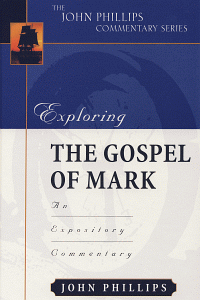 THE
JOHN PHILLIPS
COMMENTARY SERIES
Exploring
THE GOSPEL
OF MARK
An
Expository
Commentary
JOHN PHILLIPS